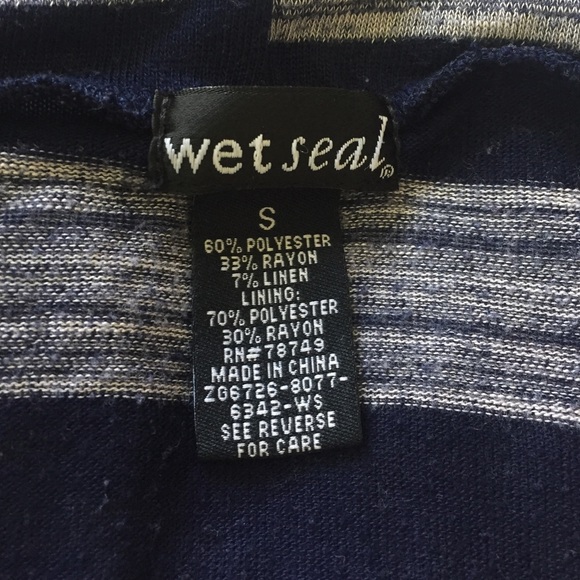 wet seal®
S
60% POLYESTER
33% RAYON
7% LINEN
LINING:
70% POLYESTER
30% RAYON
RN#78749
MADE IN CHINA
ZG6726-8077-
6342-WS
SEE REVERSE
FOR CARE